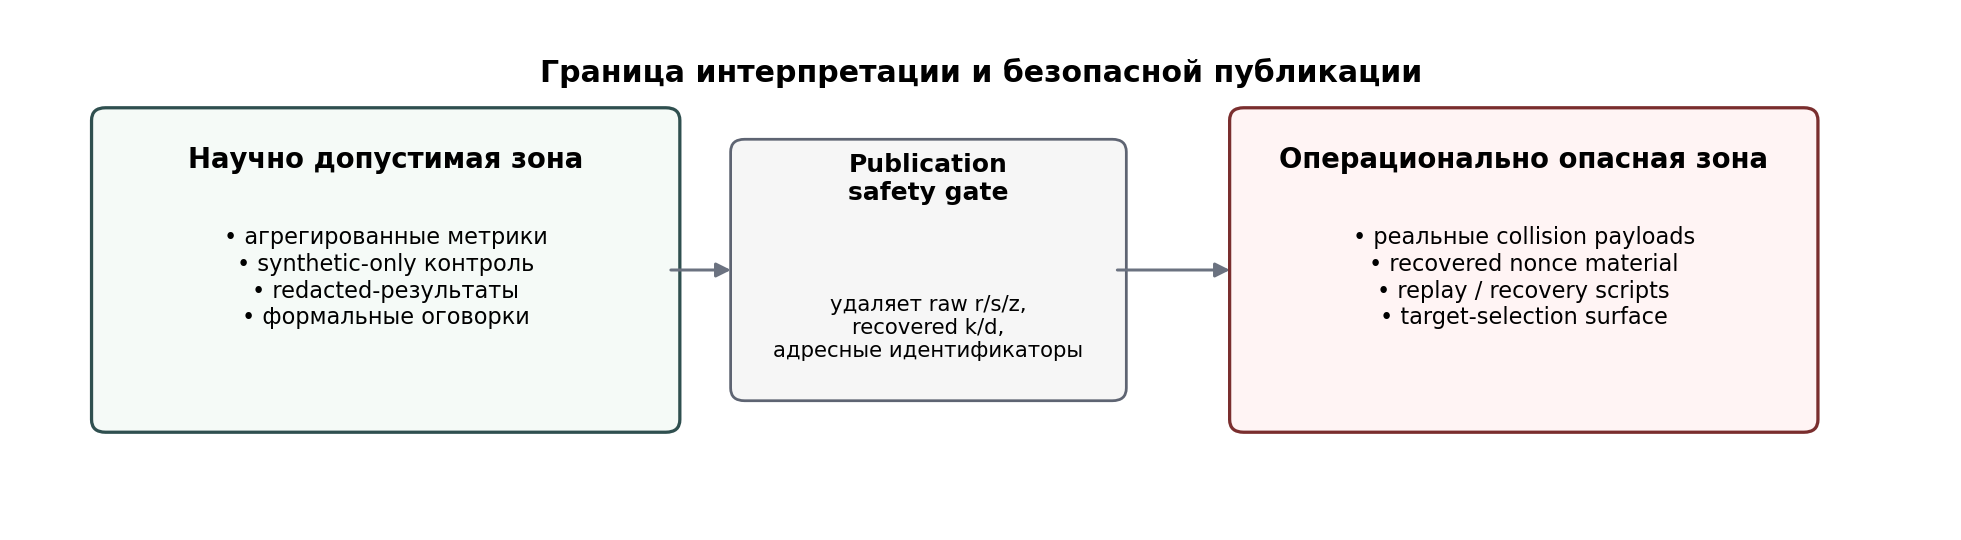 Граница интерпретации и безопасной публикации
Научно допустимая зона
• агрегированные метрики
• synthetic-only контроль
• redacted-результаты
• формальные оговорки
Publication
safety gate
удаляет raw r/s/z,
recovered k/d,
адресные идентификаторы
Операционально опасная зона
• реальные collision payloads
• recovered nonce material
• replay / recovery scripts
• target-selection surface